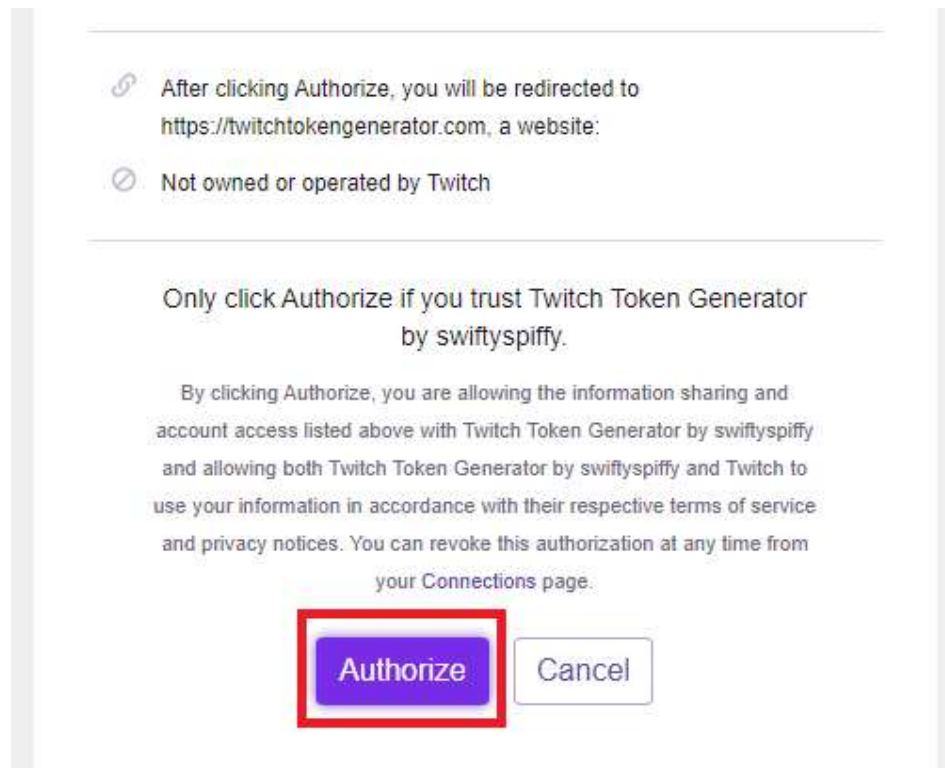 After clicking Authorize, you will be redirected to
https://twitchtokengenerator.com, a website:
Not owned or operated by Twitch
Only click Authorize if you trust Twitch Token Generator
by swiftyspiffy.
By clicking Authorize, you are allowing the information sharing and
account access listed above with Twitch Token Generator by swiftyspiffy
and allowing both Twitch Token Generator by swiftyspiffy and Twitch to
use your information in accordance with their respective terms of service
and privacy notices. You can revoke this authorization at any time from
your Connections page.
Authorize
Cancel